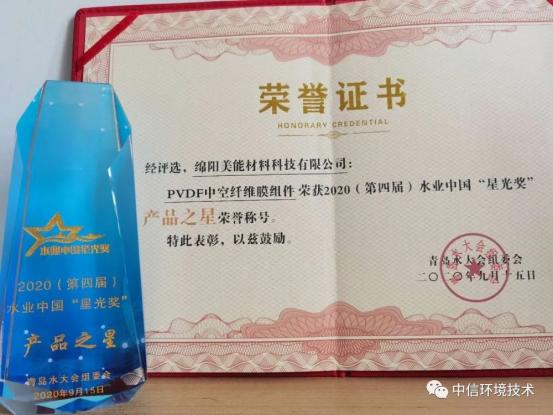 荣誉证书
HONORARY CREDENTIAL
经评选，绵阳美能材料科技有限公司：
PVDF中空纤维膜组件 荣获2020（第四届）水业中国“星光奖”
产品之星荣誉称号。
特此表彰，以兹鼓励。
青岛水大会组委会
二〇二〇年九月十五日
水业中国星光奖
2020（第四届）
水业中国“星光奖”
产品之星
青岛水大会组委会
2020年9月15日
中信环境技术